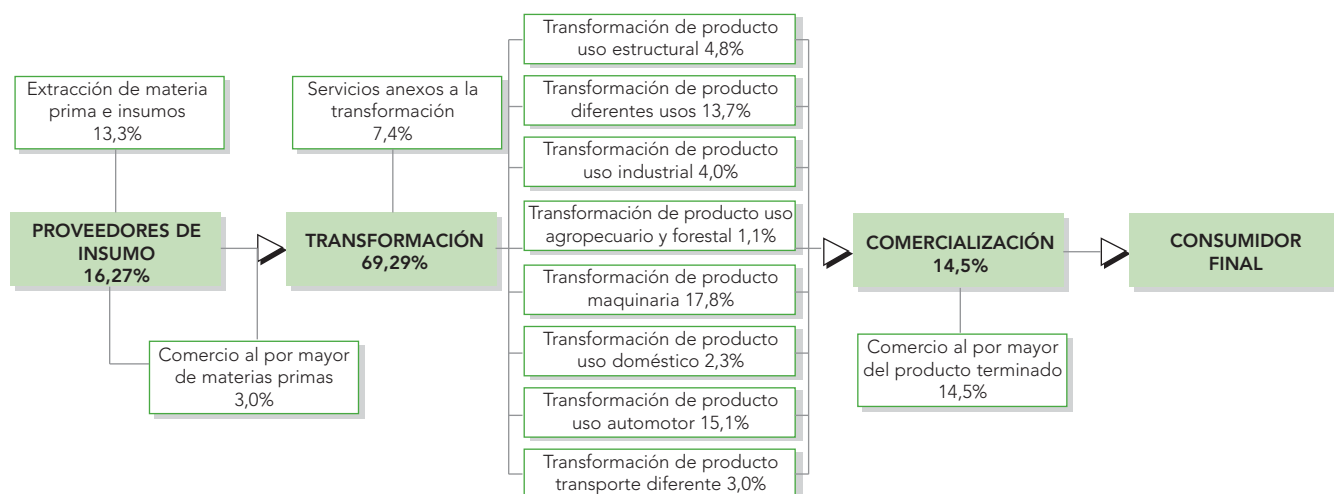 Extracción de materia
prima e insumos
13,3%
PROVEEDORES DE
INSUMO
16,27%
Comercio al por mayor
de materias primas
3,0%
Servicios anexos a la
transformación
7,4%
TRANSFORMACIÓN
69,29%
Transformación de producto
uso estructural 4,8%
Transformación de producto
diferentes usos 13,7%
Transformación de producto
uso industrial 4,0%
Transformación de producto uso
agropecuario y forestal 1,1%
Transformación de producto
maquinaria 17,8%
Transformación de producto
uso doméstico 2,3%
Transformación de producto
uso automotor 15,1%
Transformación de producto
transporte diferente 3,0%
COMERCIALIZACIÓN
14,5%
Comercio al por mayor
del producto terminado
14,5%
CONSUMIDOR
FINAL